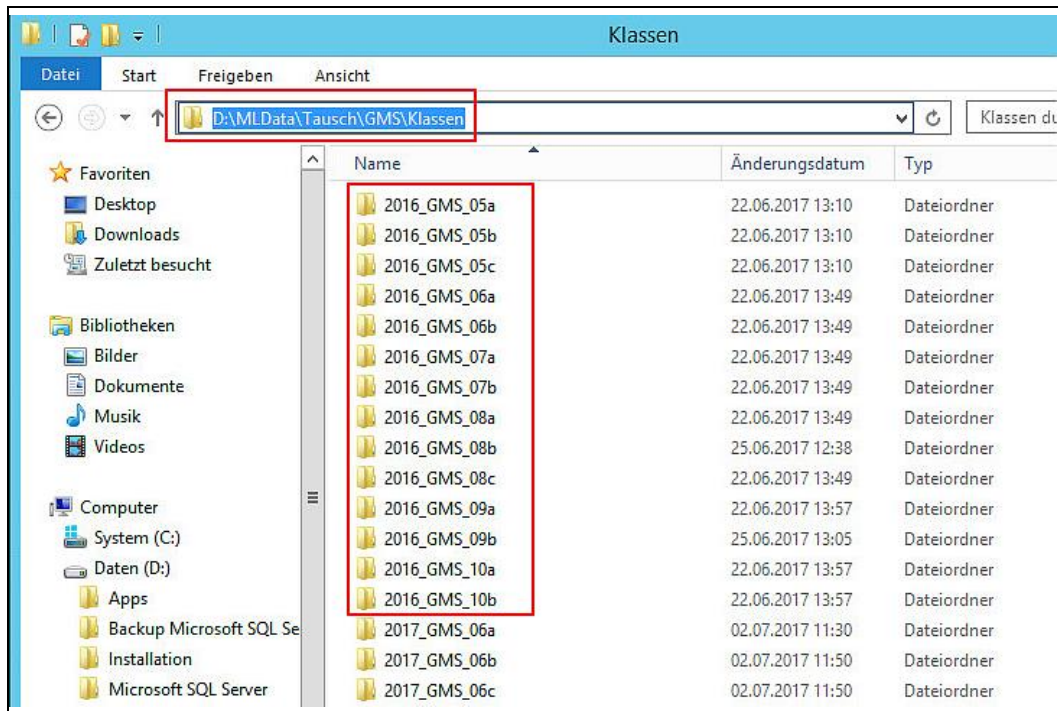 Klassen
Datei Start Freigeben Ansicht
D:\MLData\Tausch\GMS\Klassen Klassen du
Name Änderungsdatum Typ
Favoriten
Desktop
Downloads
Zuletzt besucht
Bibliotheken
Bilder
Dokumente
Musik
Videos
Computer
System (C:)
Daten (D:)
Apps
Backup Microsoft SQL Se
Installation
Microsoft SQL Server
2016_GMS_05a 22.06.2017 13:10 Dateiordner
2016_GMS_05b 22.06.2017 13:10 Dateiordner
2016_GMS_05c 22.06.2017 13:10 Dateiordner
2016_GMS_06a 22.06.2017 13:49 Dateiordner
2016_GMS_06b 22.06.2017 13:49 Dateiordner
2016_GMS_07a 22.06.2017 13:49 Dateiordner
2016_GMS_07b 22.06.2017 13:49 Dateiordner
2016_GMS_08a 22.06.2017 13:49 Dateiordner
2016_GMS_08b 25.06.2017 12:38 Dateiordner
2016_GMS_08c 22.06.2017 13:49 Dateiordner
2016_GMS_09a 22.06.2017 13:57 Dateiordner
2016_GMS_09b 25.06.2017 13:05 Dateiordner
2016_GMS_10a 22.06.2017 13:57 Dateiordner
2016_GMS_10b 22.06.2017 13:57 Dateiordner
2017_GMS_06a 02.07.2017 11:30 Dateiordner
2017_GMS_06b 02.07.2017 11:50 Dateiordner
2017_GMS_06c 02.07.2017 11:50 Dateiordner